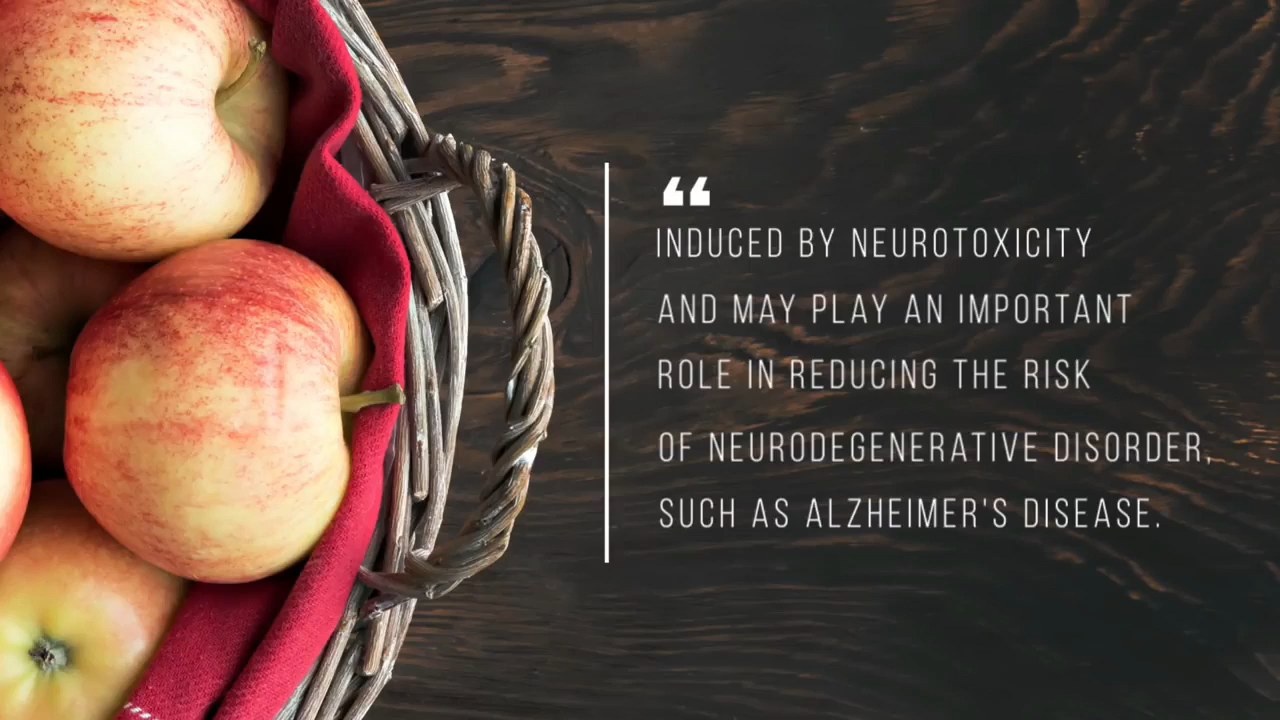 ❝
INDUCED BY NEUROTOXICITY
AND MAY PLAY AN IMPORTANT
ROLE IN REDUCING THE RISK
OF NEURODEGENERATIVE DISORDER,
SUCH AS ALZHEIMER'S DISEASE.